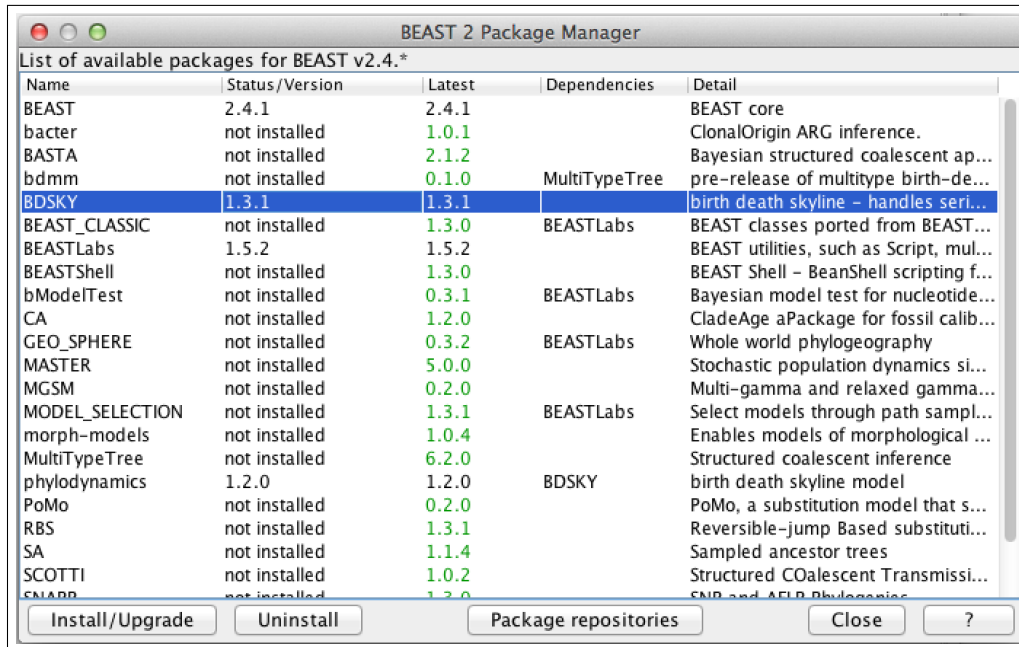 BEAST 2 Package Manager
List of available packages for BEAST v2.4.*
Name Status/Version Latest Dependencies Detail
BEAST 2.4.1 2.4.1 BEAST core
bacter not installed 1.0.1 ClonalOrigin ARG inference.
BASTA not installed 2.1.2 Bayesian structured coalescent ap...
bdmm not installed 0.1.0 MultiTypeTree pre-release of multitype birth-de...
BDSKY 1.3.1 1.3.1 birth death skyline - handles seri...
BEAST_CLASSIC not installed 1.3.0 BEASTLabs BEAST classes ported from BEAST...
BEASTLabs 1.5.2 1.5.2 BEAST utilities, such as Script, mul...
BEASTShell not installed 1.3.0 BEAST Shell - BeanShell scripting f...
bModelTest not installed 0.3.1 BEASTLabs Bayesian model test for nucleotide...
CA not installed 1.2.0 CladeAge aPackage for fossil calib...
GEO_SPHERE not installed 0.3.2 BEASTLabs Whole world phylogeography
MASTER not installed 5.0.0 Stochastic population dynamics si...
MGSM not installed 0.2.0 Multi-gamma and relaxed gamma...
MODEL_SELECTION not installed 1.3.1 BEASTLabs Select models through path sampl...
morph-models not installed 1.0.4 Enables models of morphological ...
MultiTypeTree not installed 6.2.0 Structured coalescent inference
phylodynamics 1.2.0 1.2.0 BDSKY birth death skyline model
PoMo not installed 0.2.0 PoMo, a substitution model that s...
RBS not installed 1.3.1 Reversible-jump Based substituti...
SA not installed 1.1.4 Sampled ancestor trees
SCOTTI not installed 1.0.2 Structured COalescent Transmissi...
SNAPP not installed 1.3.0 SNP and AFLP Phylogenies
Install/Upgrade Uninstall Package repositories Close ?